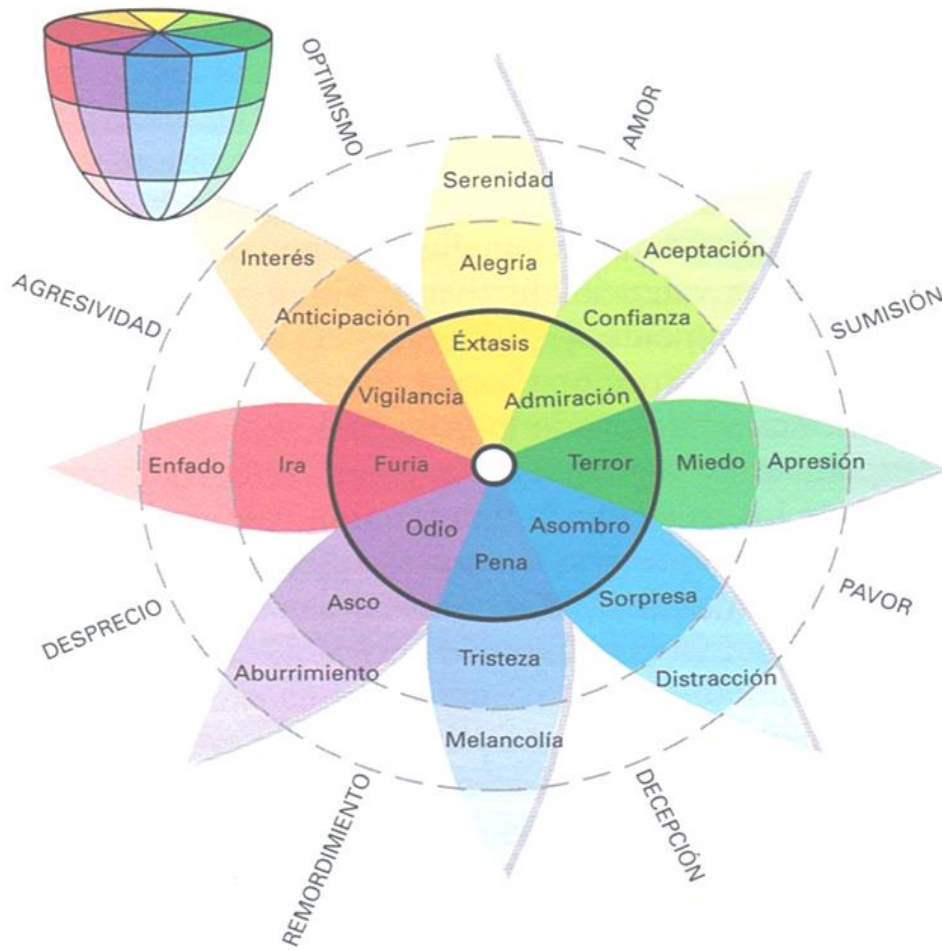 OPTIMISMO
AMOR
Serenidad
Interés
Alegría
Aceptación
AGRESIVIDAD
SUMISIÓN
Anticipación
Confianza
Éxtasis
Vigilancia
Admiración
Enfado
Ira
Furia
Terror
Miedo
Apresión
Odio
Asombro
Pena
DESPRECIO
Asco
Sorpresa
PAVOR
Aburrimiento
Tristeza
Distracción
Melancolía
REMORDIMIENTO
DECEPCIÓN